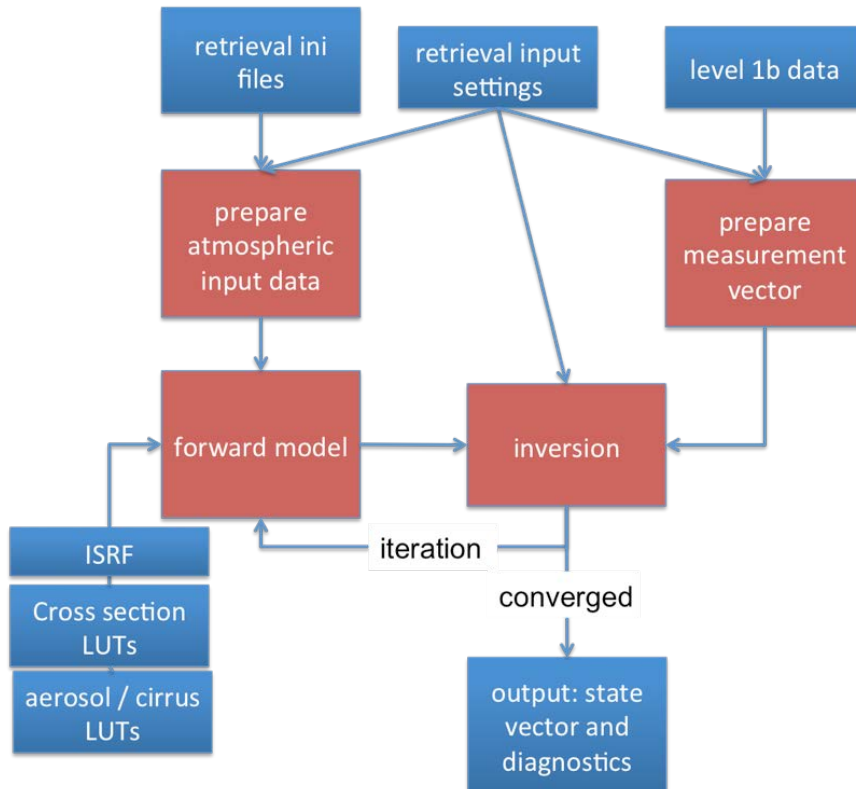 retrieval ini
files
retrieval input
settings
level 1b data
prepare
atmospheric
input data
prepare
measurement
vector
forward model
inversion
iteration
ISRF
Cross section
LUTs
aerosol / cirrus
LUTs
converged
output: state
vector and
diagnostics